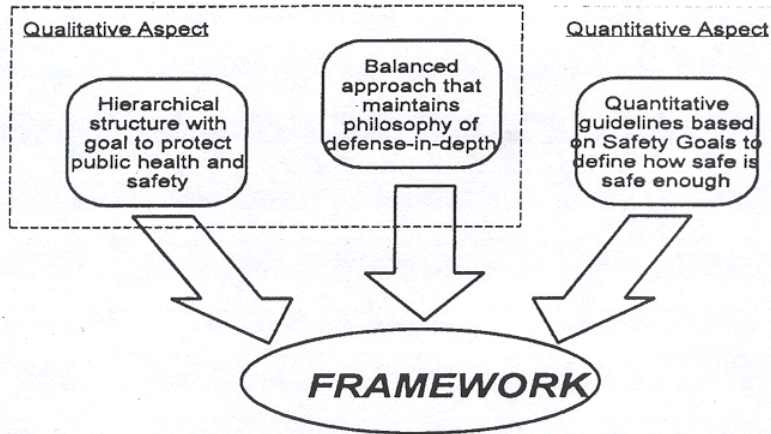 Qualitative Aspect
Hierarchical
structure with
goal to protect
public health and
safety
Balanced
approach that
maintains
philosophy of
defense-in-depth
Quantitative Aspect
Quantitative
guidelines based
on Safety Goals to
define how safe is
safe enough
FRAMEWORK